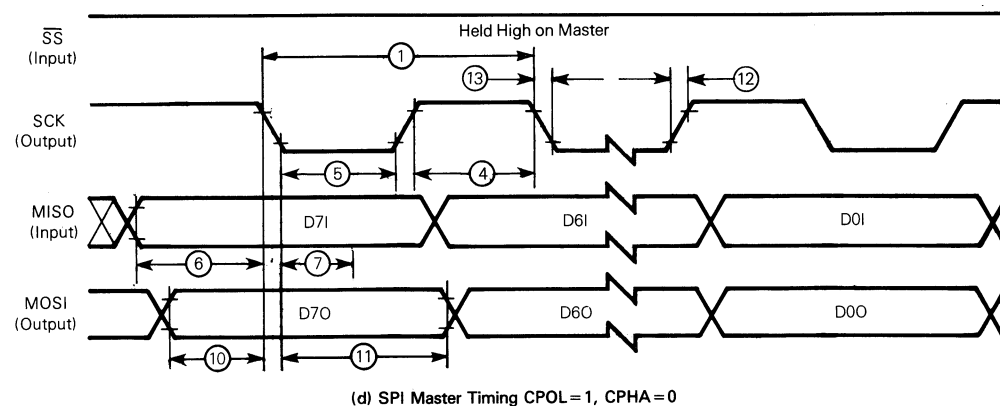 Held High on Master
SS
(Input)
1
13
12
SCK
(Output)
5
4
MISO
(Input)
D7I
D6I
D0I
6
7
MOSI
(Output)
D7O
D6O
D0O
10
11
(d) SPI Master Timing CPOL=1, CPHA=0